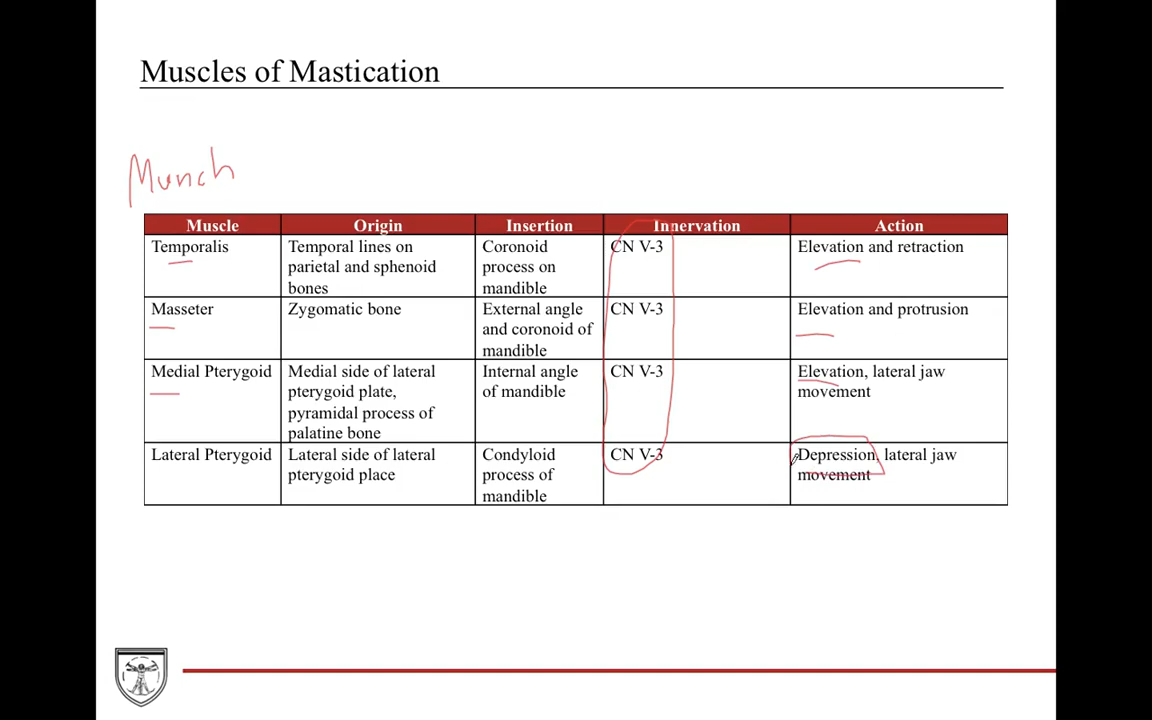 Muscles of Mastication
Munch
Muscle Origin Insertion Innervation Action
Temporalis
Temporal lines on
parietal and sphenoid
bones
Coronoid
process on
mandible
CN V-3
Elevation and retraction
Masseter
Zygomatic bone
External angle
and coronoid of
mandible
CN V-3
Elevation and protrusion
Medial Pterygoid
Medial side of lateral
pterygoid plate,
pyramidal process of
palatine bone
Internal angle
of mandible
CN V-3
Elevation, lateral jaw
movement
Lateral Pterygoid
Lateral side of lateral
pterygoid place
Condyloid
process of
mandible
CN V-3
Depression, lateral jaw
movement